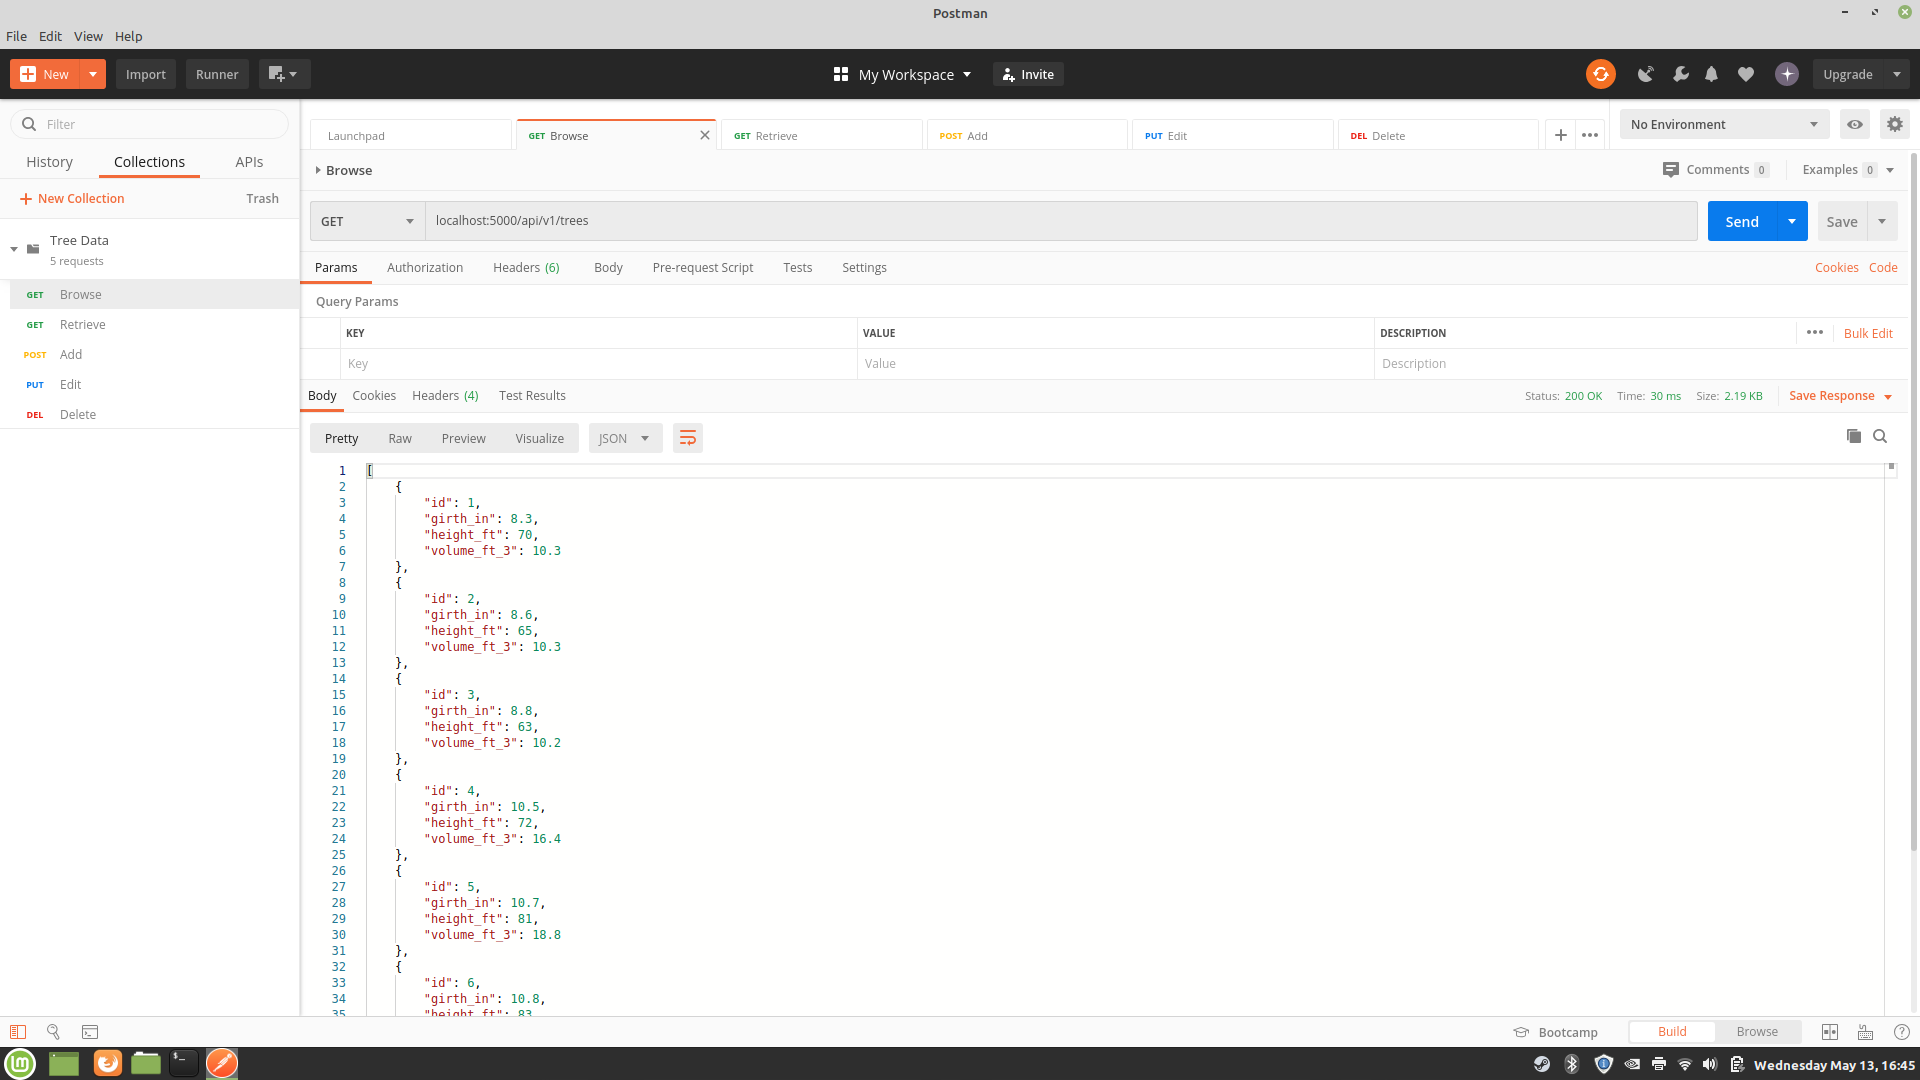 Postman
File Edit View Help
New Import Runner My Workspace Invite Upgrade
Filter
History Collections APIs
New Collection Trash
Tree Data
5 requests
GET Browse
GET Retrieve
POST Add
PUT Edit
DEL Delete
Launchpad GET Browse GET Retrieve POST Add PUT Edit DEL Delete No Environment
Browse Comments 0 Examples 0
GET localhost:5000/api/v1/trees Send Save
Params Authorization Headers (6) Body Pre-request Script Tests Settings Cookies Code
Query Params
KEY VALUE DESCRIPTION Bulk Edit
Key Value Description
Body Cookies Headers (4) Test Results Status: 200 OK Time: 30 ms Size: 2.19 KB Save Response
Pretty Raw Preview Visualize JSON
1 [
2 {
3 "id": 1,
4 "girth_in": 8.3,
5 "height_ft": 70,
6 "volume_ft_3": 10.3
7 },
8 {
9 "id": 2,
10 "girth_in": 8.6,
11 "height_ft": 65,
12 "volume_ft_3": 10.3
13 },
14 {
15 "id": 3,
16 "girth_in": 8.8,
17 "height_ft": 63,
18 "volume_ft_3": 10.2
19 },
20 {
21 "id": 4,
22 "girth_in": 10.5,
23 "height_ft": 72,
24 "volume_ft_3": 16.4
25 },
26 {
27 "id": 5,
28 "girth_in": 10.7,
29 "height_ft": 81,
30 "volume_ft_3": 18.8
31 },
32 {
33 "id": 6,
34 "girth_in": 10.8,
35 "height_ft": 83
Bootcamp Build Browse
Wednesday May 13, 16:45